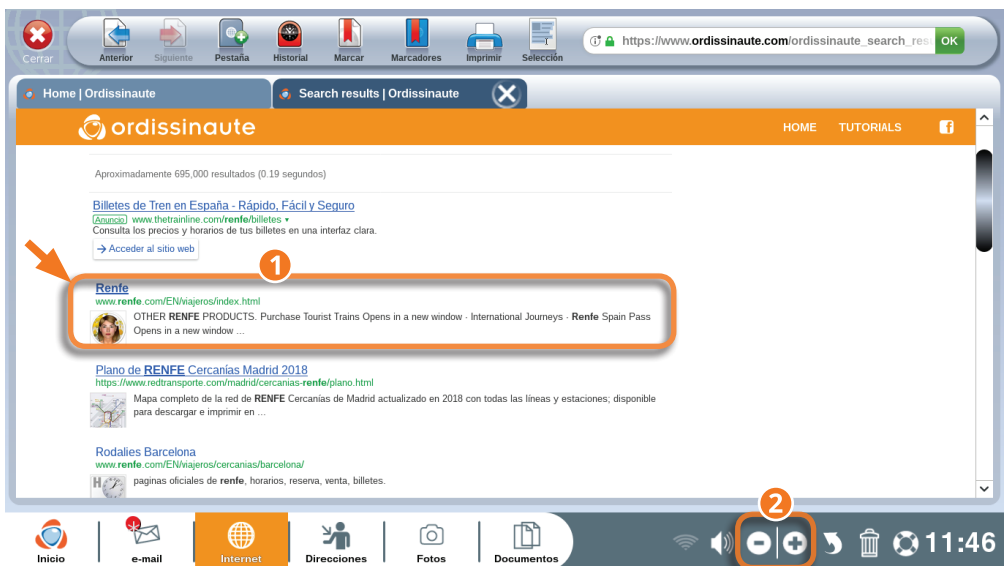 Cerrar
Anterior
Siguiente
Pestaña
Historial
Marcar
Marcadores
Imprimir
Selección
https://www.ordissinaute.com/ordissinaute_search_res
OK
Home | Ordissinaute
Search results | Ordissinaute
ordissinaute
HOME
TUTORIALS
Aproximadamente 695,000 resultados (0.19 segundos)
Billetes de Tren en España - Rápido, Fácil y Seguro
Anuncio www.thetrainline.com/renfe/billetes
Consulta los precios y horarios de tus billetes en una interfaz clara.
→ Acceder al sitio web
1
Renfe
www.renfe.com/EN/viajeros/index.html
OTHER RENFE PRODUCTS. Purchase Tourist Trains Opens in a new window · International Journeys · Renfe Spain Pass
Opens in a new window ...
Plano de RENFE Cercanías Madrid 2018
https://www.redtransporte.com/madrid/cercanias-renfe/plano.html
Mapa completo de la red de RENFE Cercanías de Madrid actualizado en 2018 con todas las líneas y estaciones; disponible
para descargar e imprimir en ...
Rodalies Barcelona
www.renfe.com/EN/viajeros/cercanias/barcelona/
paginas oficiales de renfe, horarios, reserva, venta, billetes.
2
Inicio
e-mail
Internet
Direcciones
Fotos
Documentos
11:46